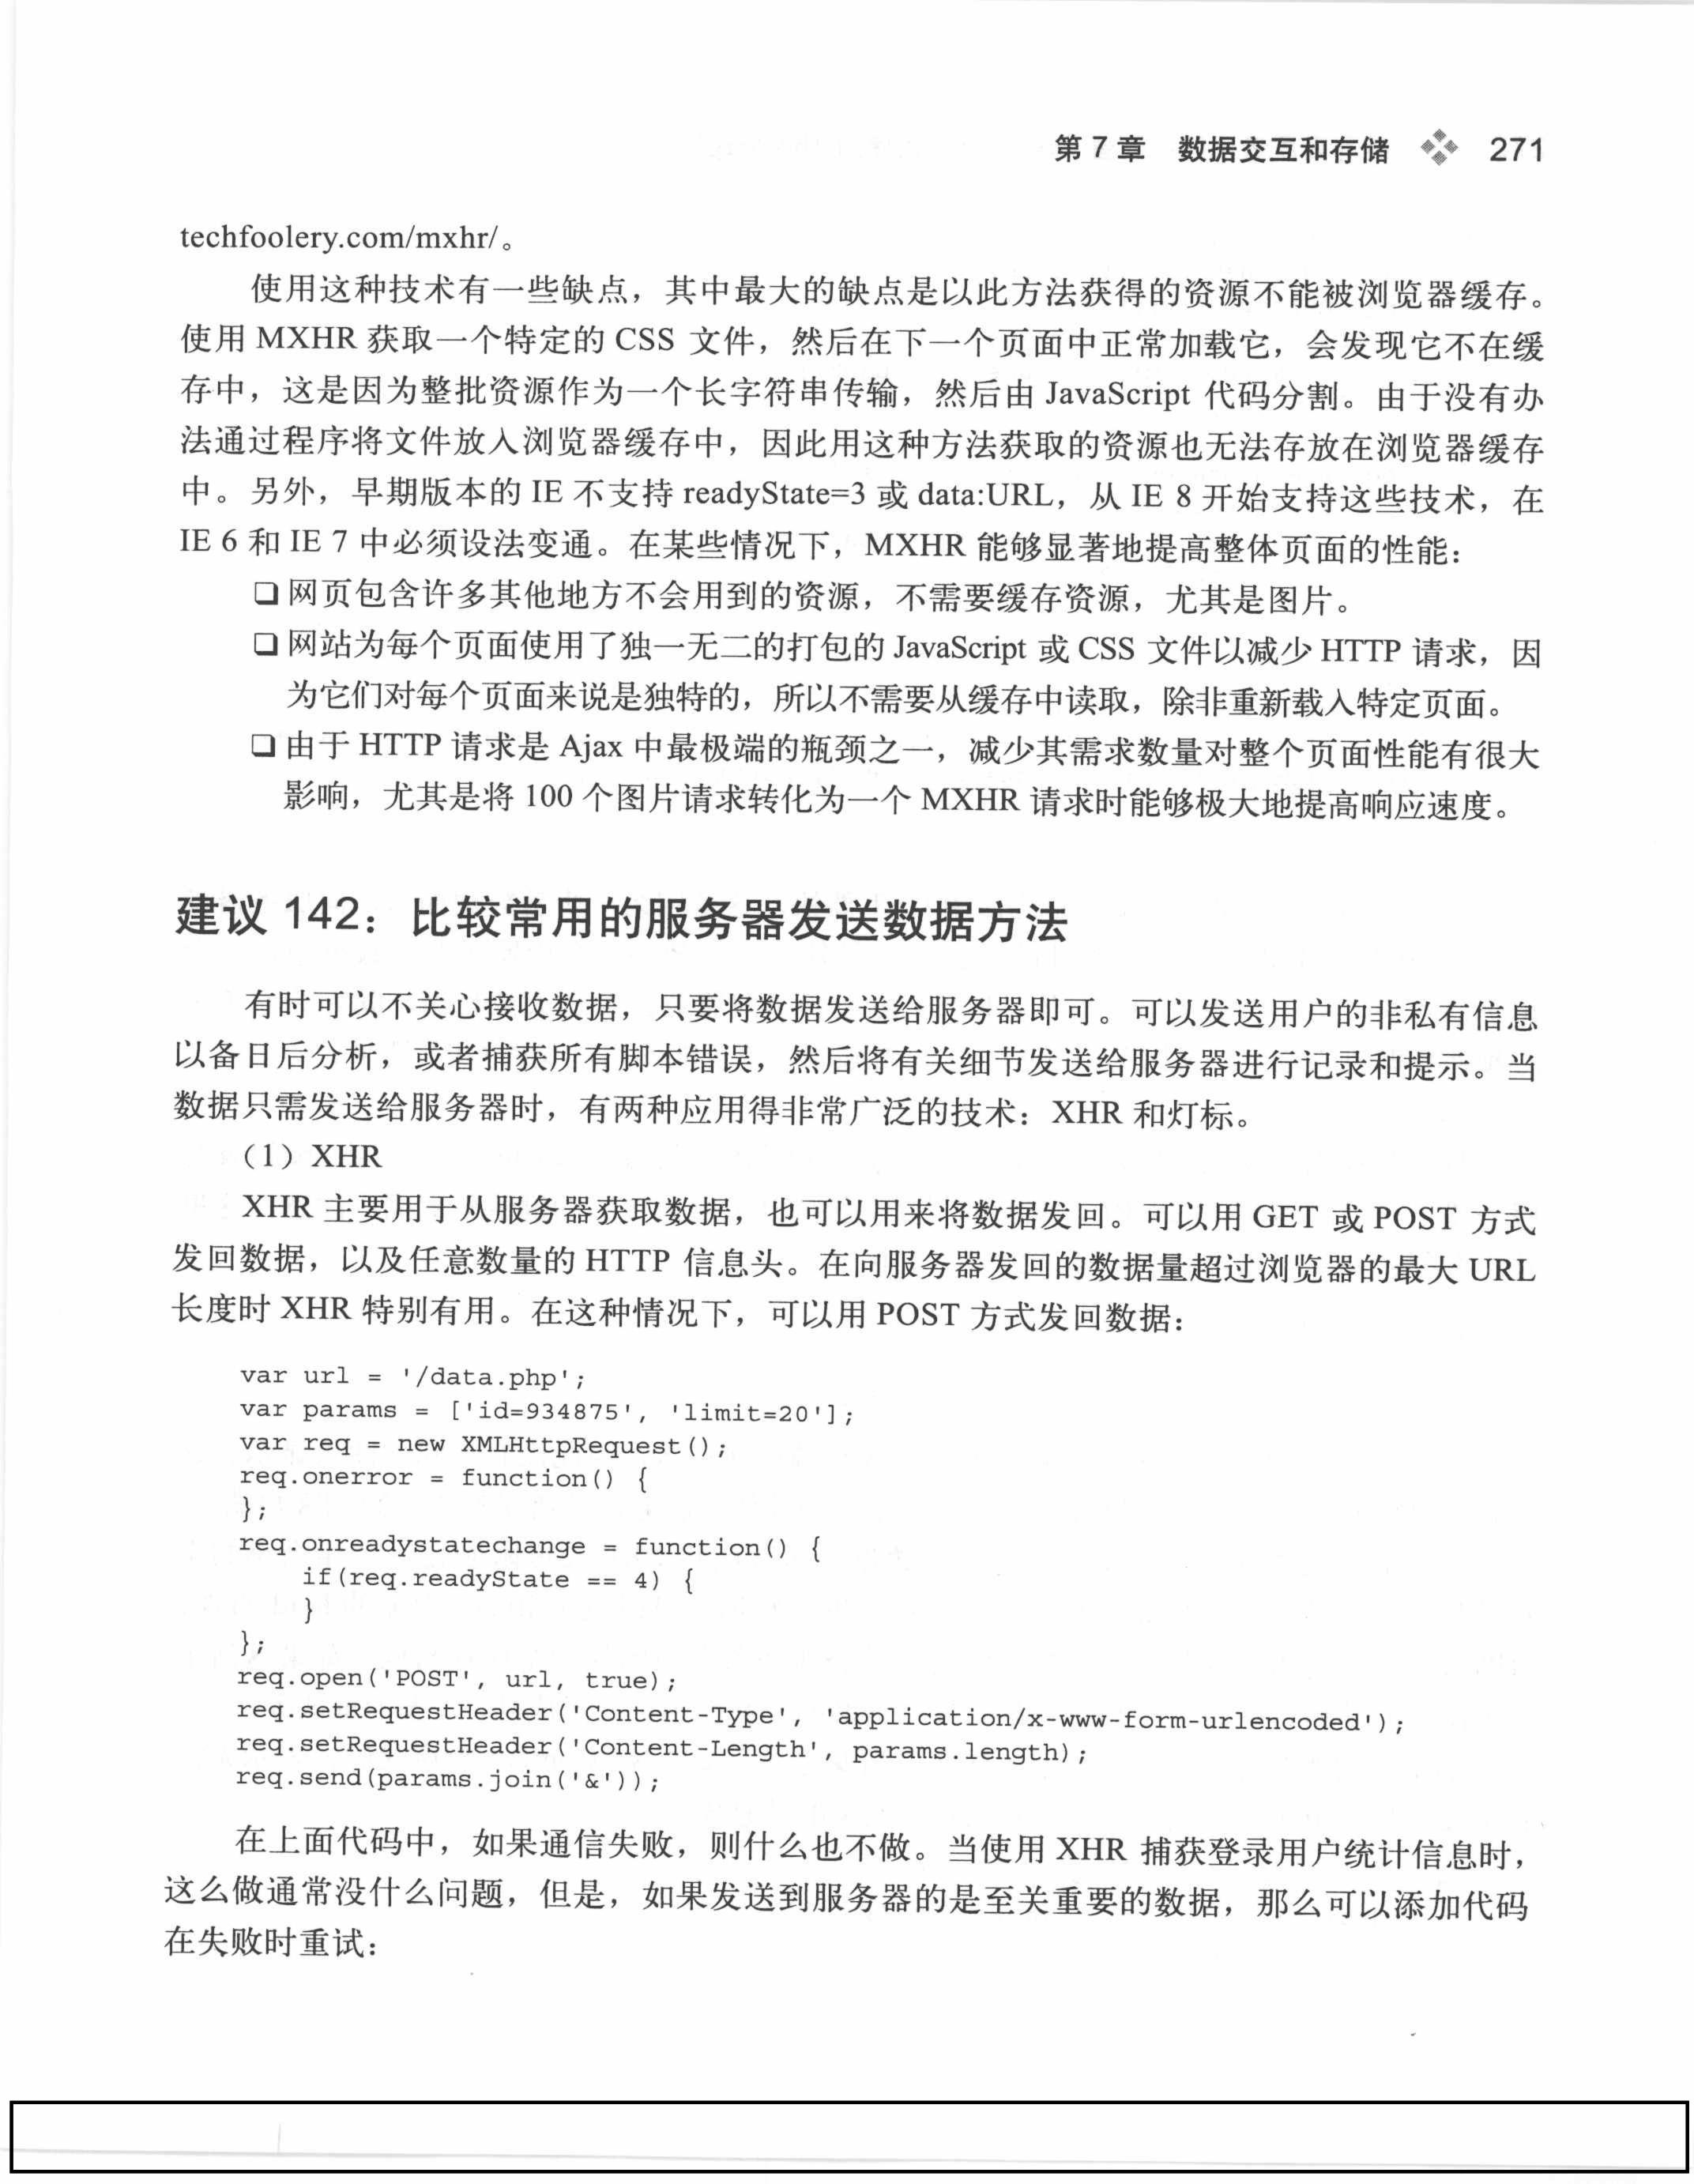 第 7 章 数据交互和存储 271
techfoolery.com/mxhr/。
使用这种技术有一些缺点，其中最大的缺点是以此方法获得的资源不能被浏览器缓存。
使用 MXHR 获取一个特定的 CSS 文件，然后在下一个页面中正常加载它，会发现它不在缓
存中，这是因为整批资源作为一个长字符串传输，然后由 JavaScript 代码分割。由于没有办
法通过程序将文件放入浏览器缓存中，因此用这种方法获取的资源也无法存放在浏览器缓存
中。另外，早期版本的 IE 不支持 readyState=3 或 data:URL，从 IE 8 开始支持这些技术，在
IE 6 和 IE 7 中必须设法变通。在某些情况下，MXHR 能够显著地提高整体页面的性能：
❑ 网页包含许多其他地方不会用到的资源，不需要缓存资源，尤其是图片。
❑ 网站为每个页面使用了独一无二的打包的 JavaScript 或 CSS 文件以减少 HTTP 请求，因
为它们对每个页面来说是独特的，所以不需要从缓存中读取，除非重新载入特定页面。
❑ 由于 HTTP 请求是 Ajax 中最极端的瓶颈之一，减少其需求数量对整个页面性能有很大
影响，尤其是将 100 个图片请求转化为一个 MXHR 请求时能够极大地提高响应速度。
建议 142：比较常用的服务器发送数据方法
有时可以不关心接收数据，只要将数据发送给服务器即可。可以发送用户的非私有信息
以备日后分析，或者捕获所有脚本错误，然后将有关细节发送给服务器进行记录和提示。当
数据只需发送给服务器时，有两种应用得非常广泛的技术：XHR 和灯标。
（1）XHR
XHR 主要用于从服务器获取数据，也可以用来将数据发回。可以用 GET 或 POST 方式
发回数据，以及任意数量的 HTTP 信息头。在向服务器发回的数据量超过浏览器的最大 URL
长度时 XHR 特别有用。在这种情况下，可以用 POST 方式发回数据：
var url = '/data.php';
var params = ['id=934875', 'limit=20'];
var req = new XMLHttpRequest();
req.onerror = function() {
};
req.onreadystatechange = function() {
    if(req.readyState == 4) {
    }
};
req.open('POST', url, true);
req.setRequestHeader('Content-Type', 'application/x-www-form-urlencoded');
req.setRequestHeader('Content-Length', params.length);
req.send(params.join('&'));
在上面代码中，如果通信失败，则什么也不做。当使用 XHR 捕获登录用户统计信息时，
这么做通常没什么问题，但是，如果发送到服务器的是至关重要的数据，那么可以添加代码
在失败时重试：